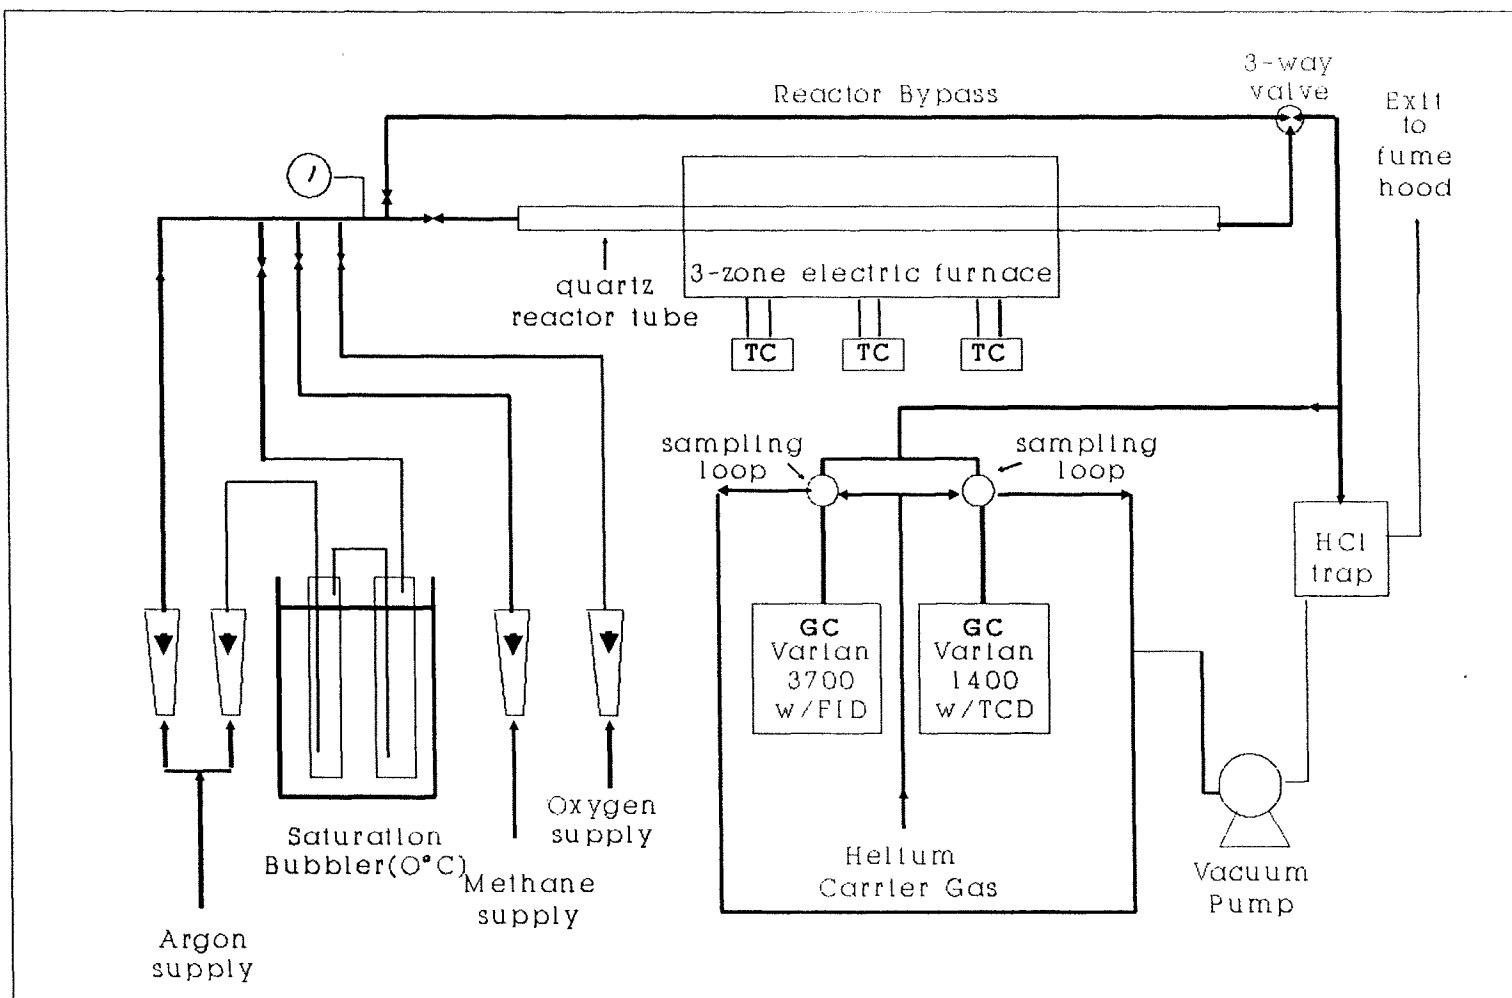 3-way
valve
Reactor Bypass
Exit
to
fume
hood
3-zone electric furnace
quartz
reactor tube
TC
TC
TC
sampling
loop
sampling
loop
HCl
trap
GC
Varian
3700
w/FID
GC
Varian
1400
w/TCD
Oxygen
supply
Saturation
Bubbler(0°C)
Methane
supply
Helium
Carrier Gas
Vacuum
Pump
Argon
supply